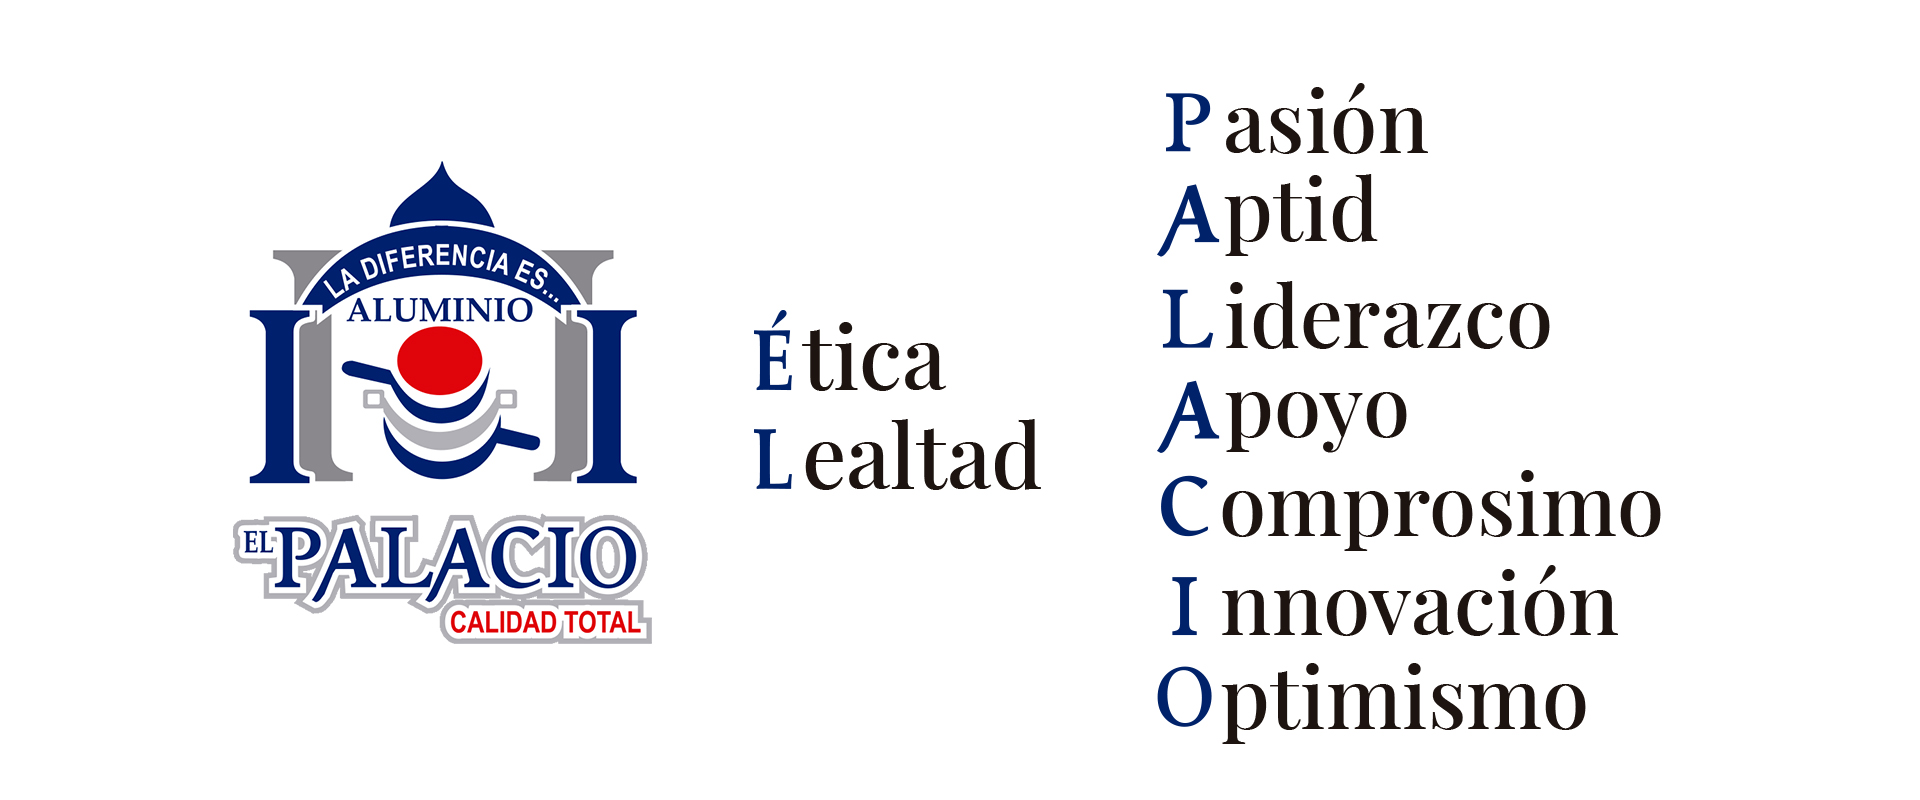 LA DIFERENCIA ES...
ALUMINIO
EL PALACIO
CALIDAD TOTAL
Ética
Lealtad
Pasión
Aptid
Liderazco
Apoyo
Comprosimo
Innovación
Optimismo